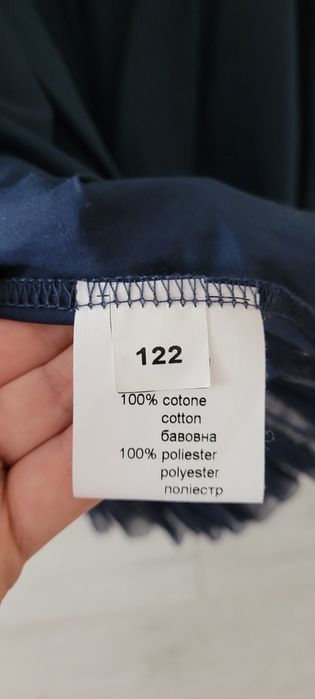 122
100% cotone
cotton
бавовна
100% poliester
polyester
поліестр